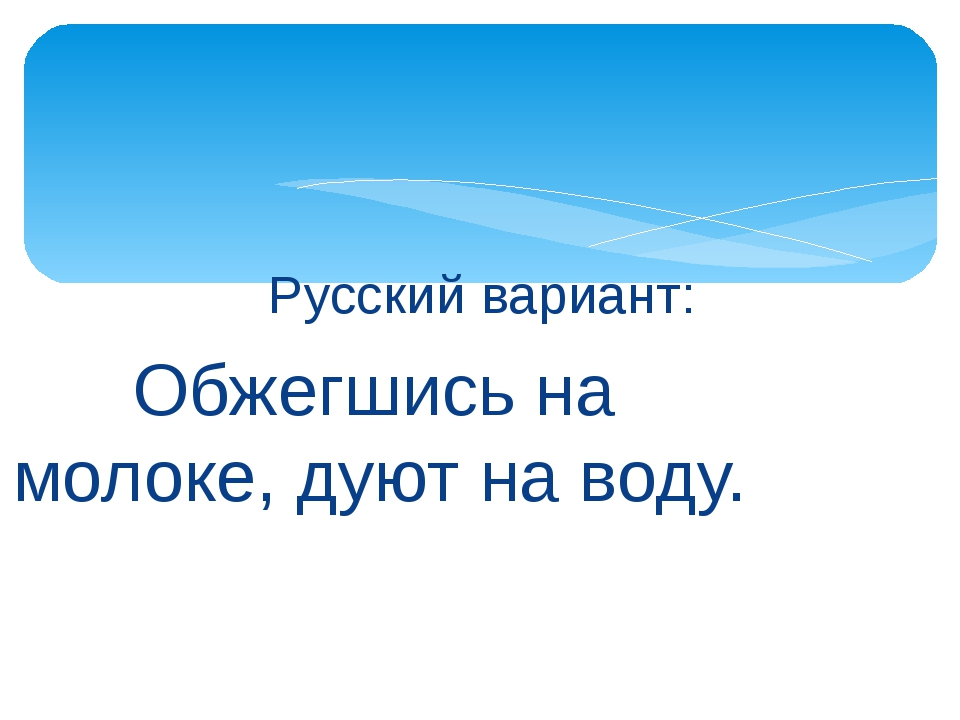 Русский вариант:
Обжегшись на
молоке, дуют на воду.